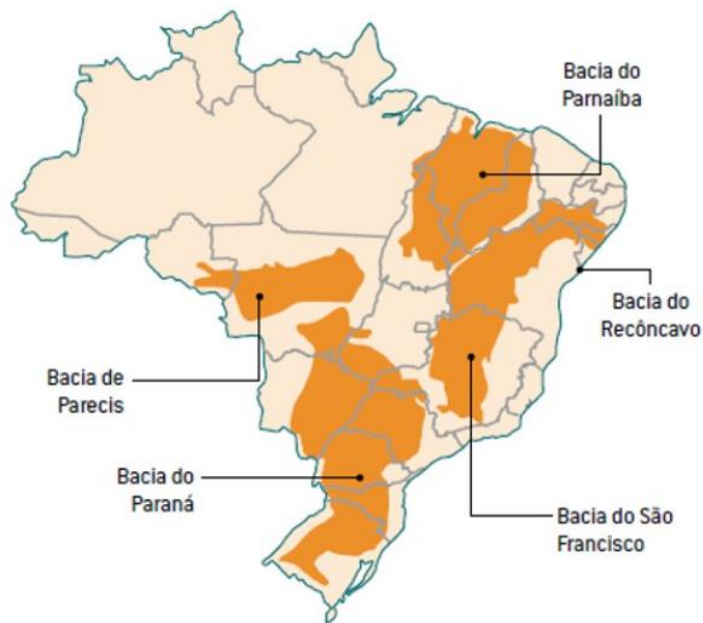 Bacia do
Parnaíba
Bacia do
Recôncavo
Bacia de
Parecis
Bacia do
Paraná
Bacia do São
Francisco